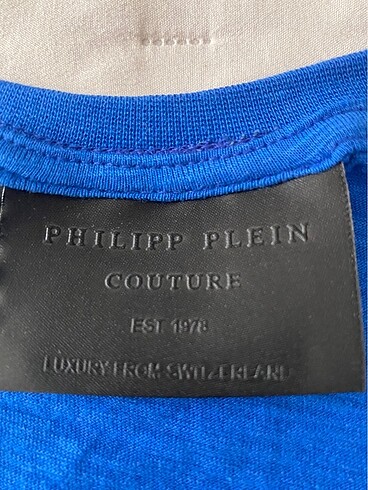 PHILIPP PLEIN
COUTURE
EST 1978
LUXURY FROM SWITZERLAND